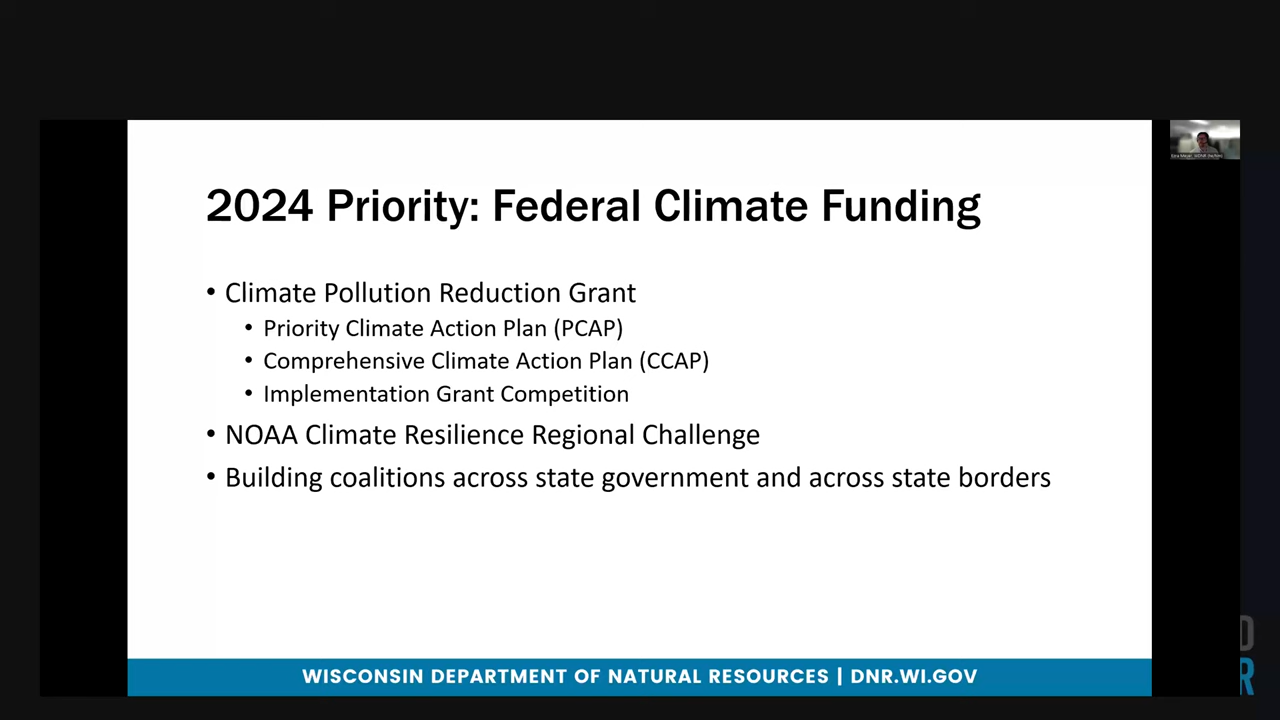 2024 Priority: Federal Climate Funding
• Climate Pollution Reduction Grant
• Priority Climate Action Plan (PCAP)
• Comprehensive Climate Action Plan (CCAP)
• Implementation Grant Competition
• NOAA Climate Resilience Regional Challenge
• Building coalitions across state government and across state borders
WISCONSIN DEPARTMENT OF NATURAL RESOURCES | DNR.WI.GOV